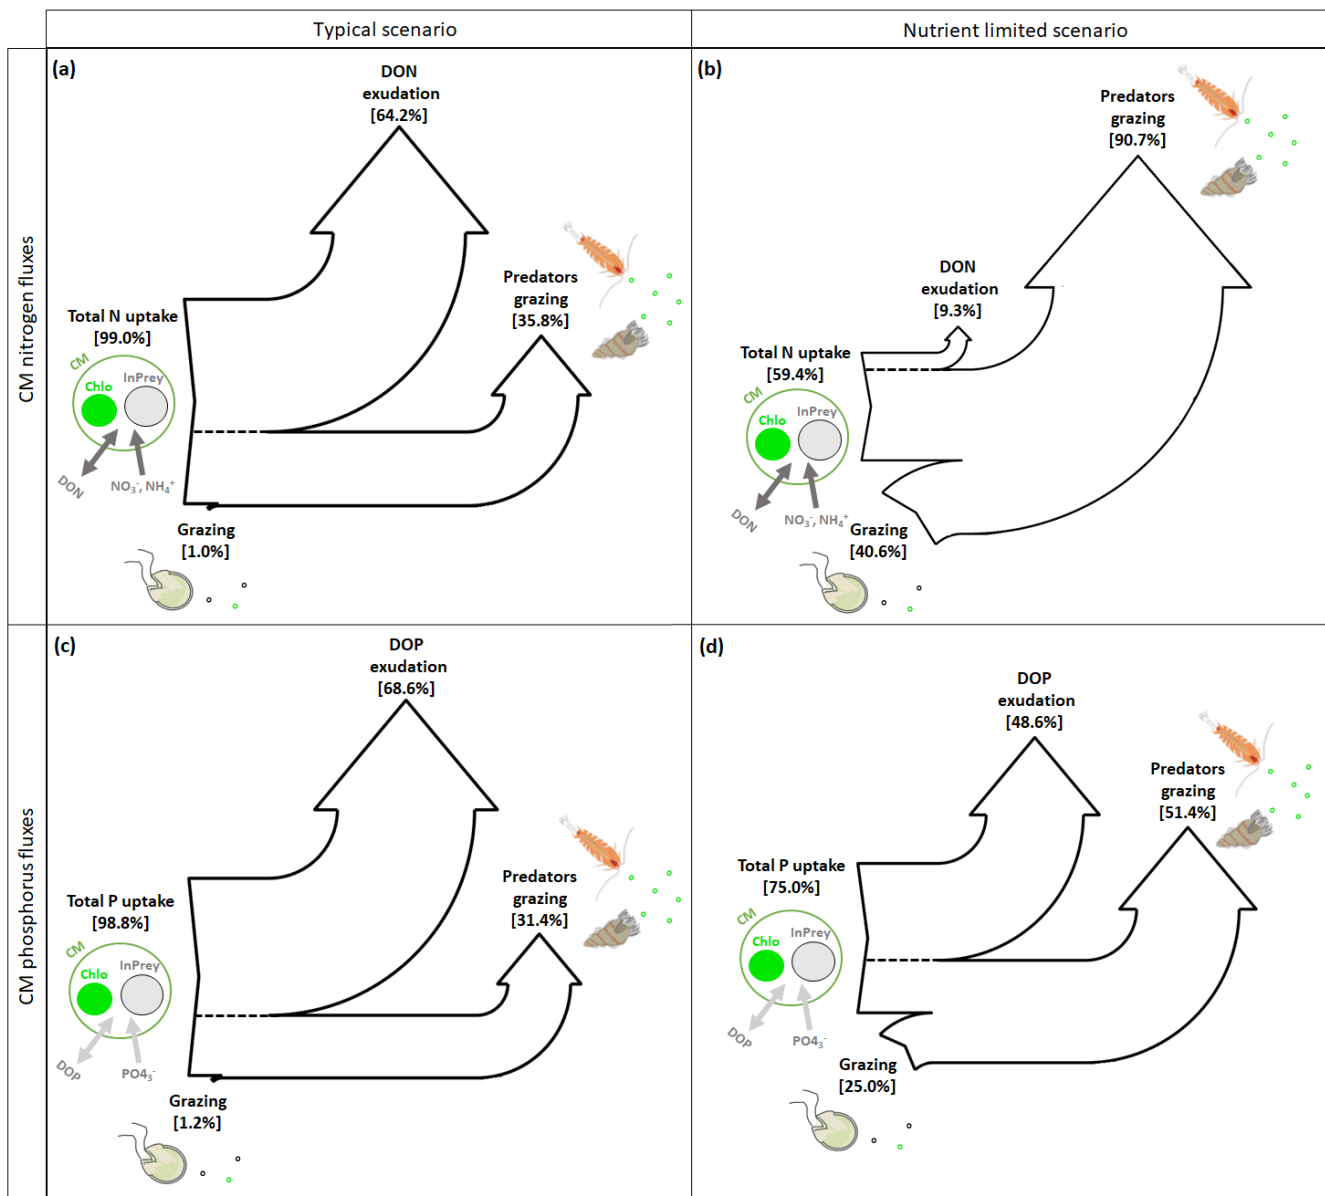 Typical scenario
Nutrient limited scenario
CM nitrogen fluxes
(a)
DON
exudation
[64.2%]
Predators
grazing
[35.8%]
Total N uptake
[99.0%]
CM
Chlo
InPrey
DON
NO₃⁻, NH₄⁺
Grazing
[1.0%]
(b)
Predators
grazing
[90.7%]
DON
exudation
[9.3%]
Total N uptake
[59.4%]
CM
Chlo
InPrey
DON
NO₃⁻, NH₄⁺
Grazing
[40.6%]
CM phosphorus fluxes
(c)
DOP
exudation
[68.6%]
Predators
grazing
[31.4%]
Total P uptake
[98.8%]
CM
Chlo
InPrey
DOP
PO4₃⁻
Grazing
[1.2%]
(d)
DOP
exudation
[48.6%]
Predators
grazing
[51.4%]
Total P uptake
[75.0%]
CM
Chlo
InPrey
DOP
PO4₃⁻
Grazing
[25.0%]